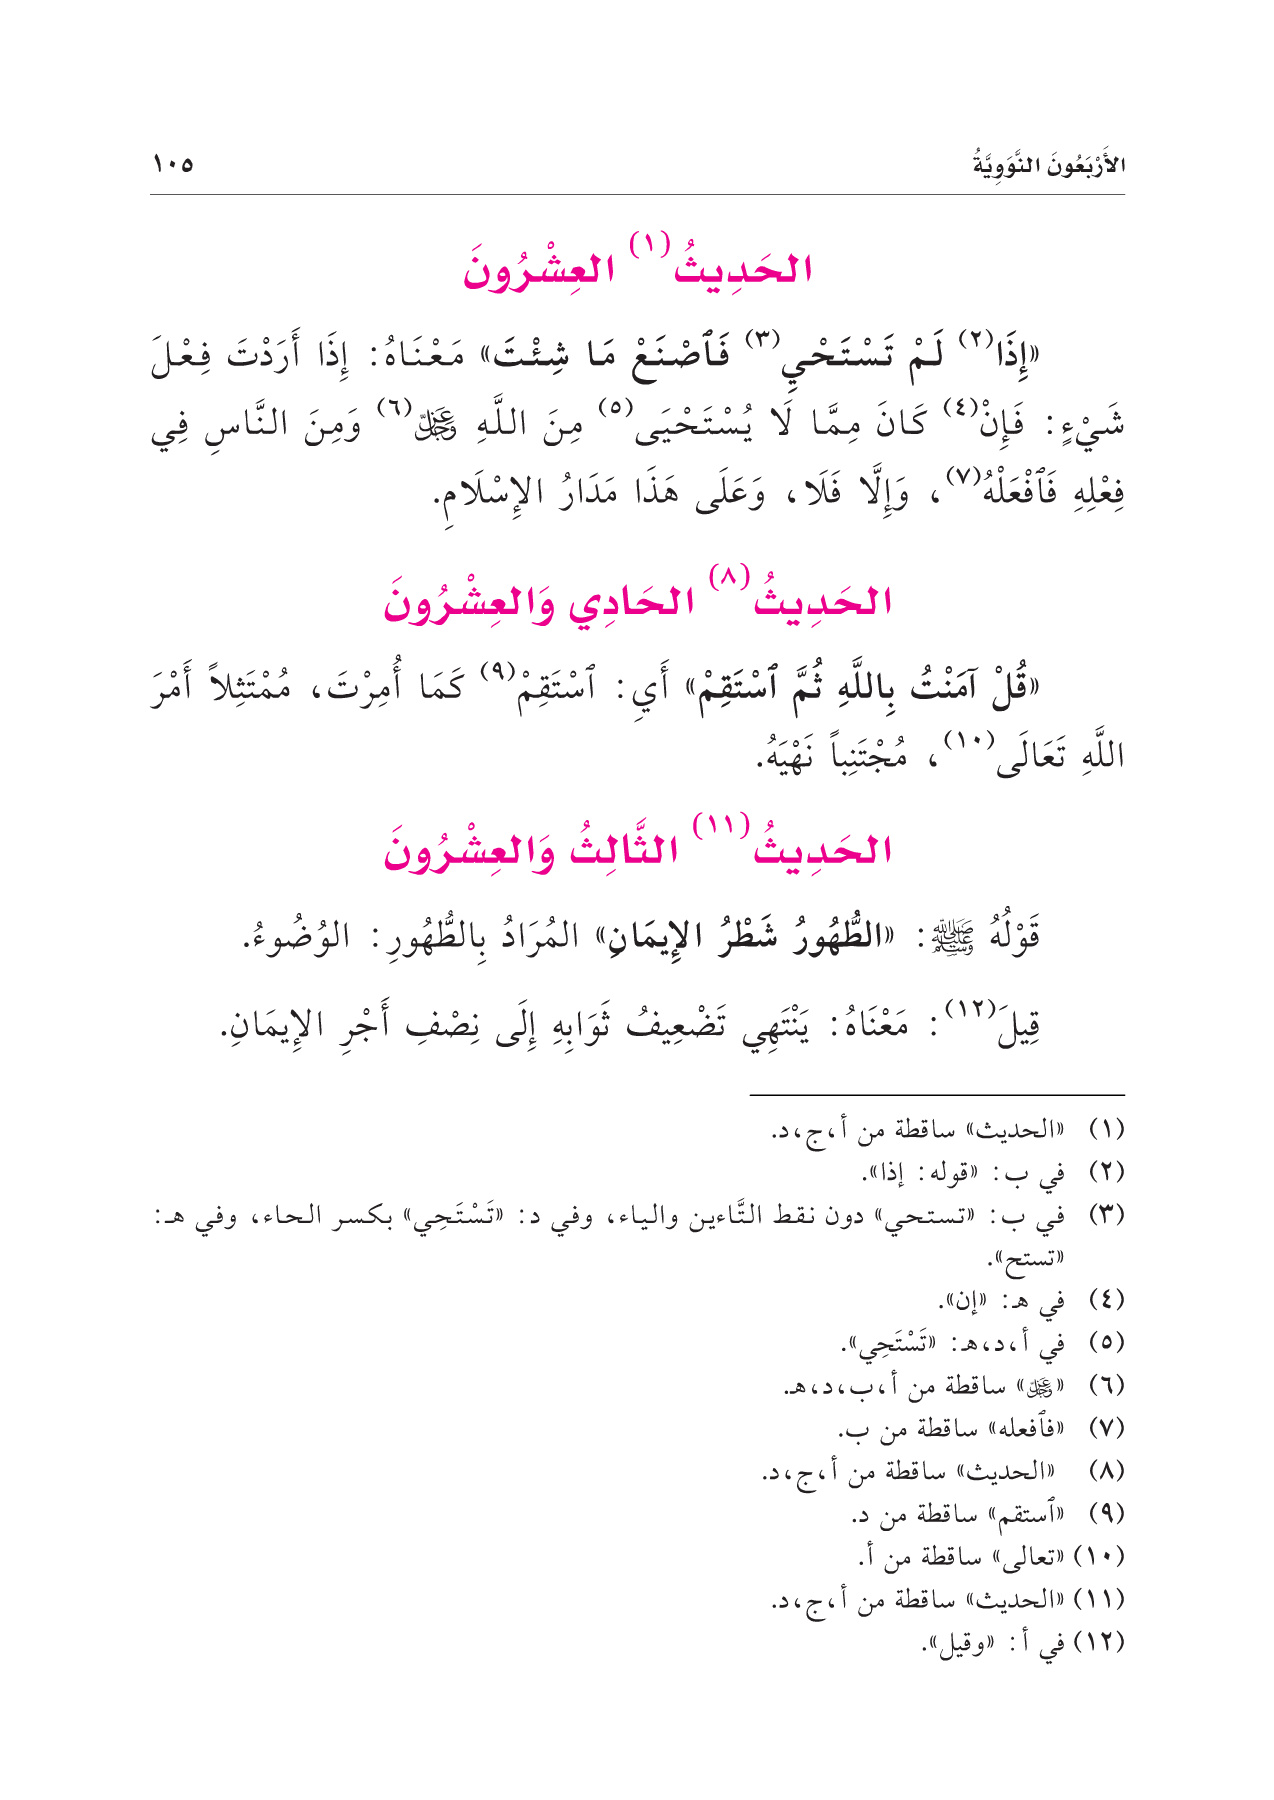 الأَرْبَعُونَ النَّوَوِيَّةُ ١٠٥
الحَدِيثُ(١) العِشْرُونَ
«إِذَا(٢) لَمْ تَسْتَحْيِ(٣) فَٱصْنَعْ مَا شِئْتَ» مَعْنَاهُ: إِذَا أَرَدْتَ فِعْلَ
شَيْءٍ: فَإِنْ(٤) كَانَ مِمَّا لَا يُسْتَحْيَى(٥) مِنَ اللَّهِ عَزَّ وَجَلَّ(٦) وَمِنَ النَّاسِ فِي
فِعْلِهِ فَٱفْعَلْهُ(٧)، وَإِلَّا فَلَا، وَعَلَى هَذَا مَدَارُ الإِسْلَامِ.
الحَدِيثُ(٨) الحَادِي وَالعِشْرُونَ
«قُلْ آمَنْتُ بِاللَّهِ ثُمَّ ٱسْتَقِمْ» أَيِ: ٱسْتَقِمْ(٩) كَمَا أُمِرْتَ، مُمْتَثِلاً أَمْرَ
اللَّهِ تَعَالَى(١٠)، مُجْتَنِباً نَهْيَهُ.
الحَدِيثُ(١١) الثَّالِثُ وَالعِشْرُونَ
قَوْلُهُ ﷺ: «الطُّهُورُ شَطْرُ الإِيمَانِ» المُرَادُ بِالطُّهُورِ: الوُضُوءُ.
قِيلَ(١٢): مَعْنَاهُ: يَنْتَهِي تَضْعِيفُ ثَوَابِهِ إِلَى نِصْفِ أَجْرِ الإِيمَانِ.
(١) «الحديث» ساقطة من أ،ج،د.
(٢) في ب: «قوله: إذا».
(٣) في ب: «تستحي» دون نقط التَّاءين والياء، وفي د: «تَسْتَحِي» بكسر الحاء، وفي هـ:
«تستح».
(٤) في هـ: «إن».
(٥) في أ،د،هـ: «تَسْتَحِي».
(٦) «عَزَّ وَجَلَّ» ساقطة من أ،ب،د،هـ.
(٧) «فٱفعله» ساقطة من ب.
(٨) «الحديث» ساقطة من أ،ج،د.
(٩) «ٱستقم» ساقطة من د.
(١٠) «تعالى» ساقطة من أ.
(١١) «الحديث» ساقطة من أ،ج،د.
(١٢) في أ: «وقيل».